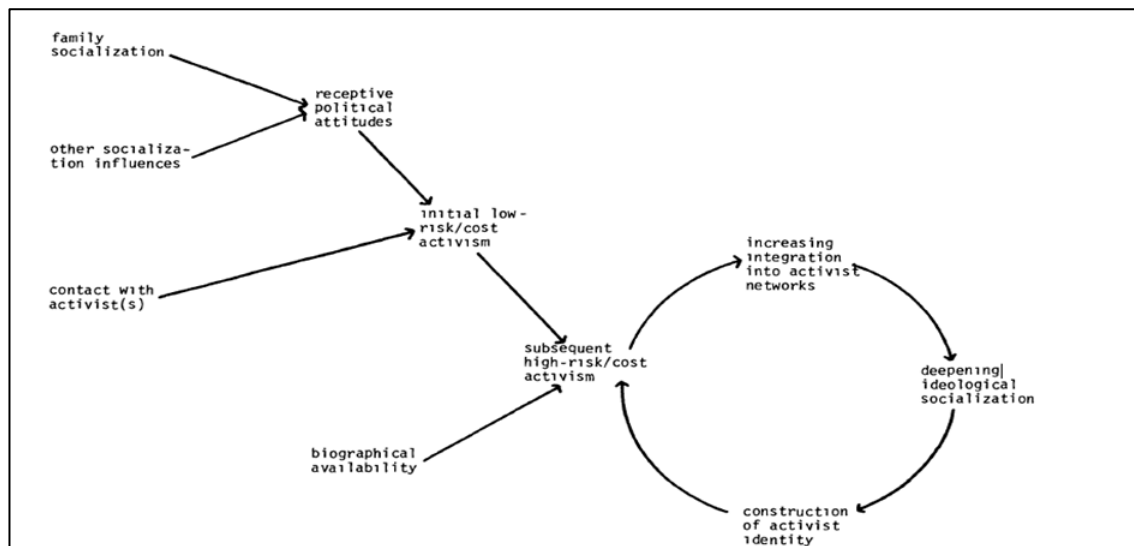 family
socialization
receptive
political
attitudes
other socializa-
tion influences
initial low-
risk/cost
activism
contact with
activist(s)
increasing
integration
into activist
networks
subsequent
high-risk/cost
activism
deepening
ideological
socialization
biographical
availability
construction
of activist
identity